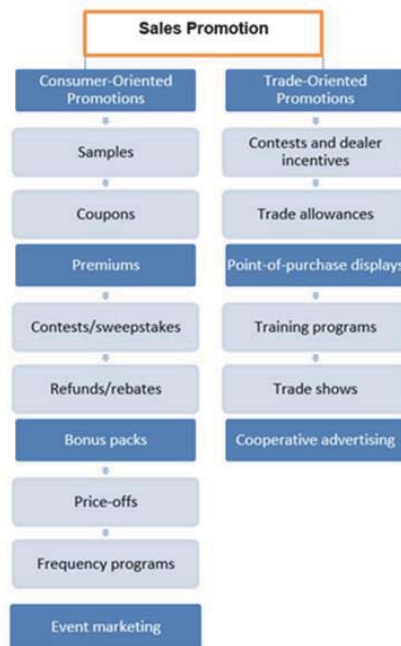 Sales Promotion
Consumer-Oriented
Promotions
Samples
Coupons
Premiums
Contests/sweepstakes
Refunds/rebates
Bonus packs
Price-offs
Frequency programs
Event marketing
Trade-Oriented
Promotions
Contests and dealer
incentives
Trade allowances
Point-of-purchase displays
Training programs
Trade shows
Cooperative advertising